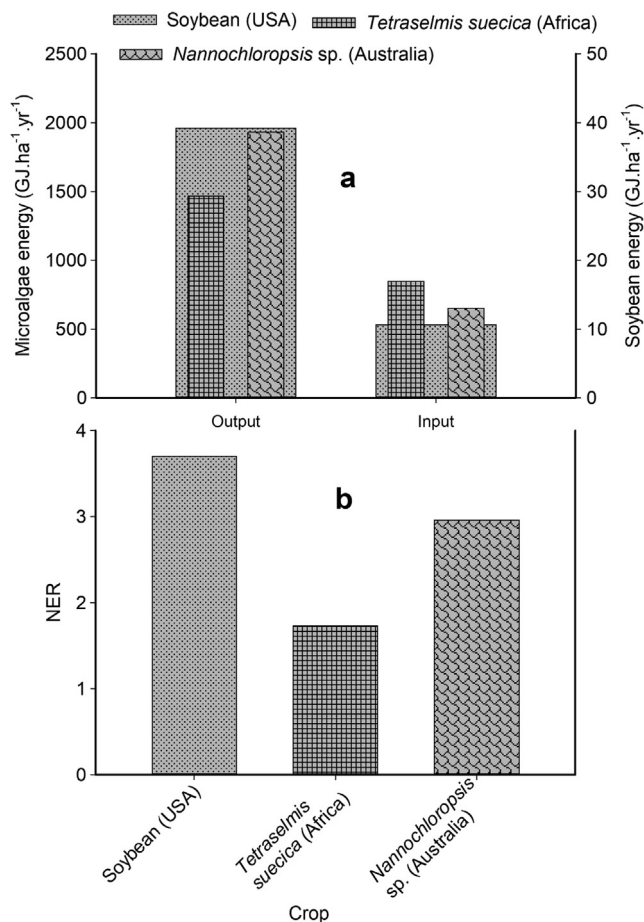 Soybean (USA)
Tetraselmis suecica (Africa)
Nannochloropsis sp. (Australia)
Microalgae energy (GJ.ha⁻¹.yr⁻¹)
2500
2000
1500
1000
500
0
a
50
40
30
20
10
0
Soybean energy (GJ.ha⁻¹.yr⁻¹)
Output
Input
NER
4
3
2
1
0
b
Soybean (USA)
Tetraselmis
suecica (Africa)
Nannochloropsis
sp. (Australia)
Crop